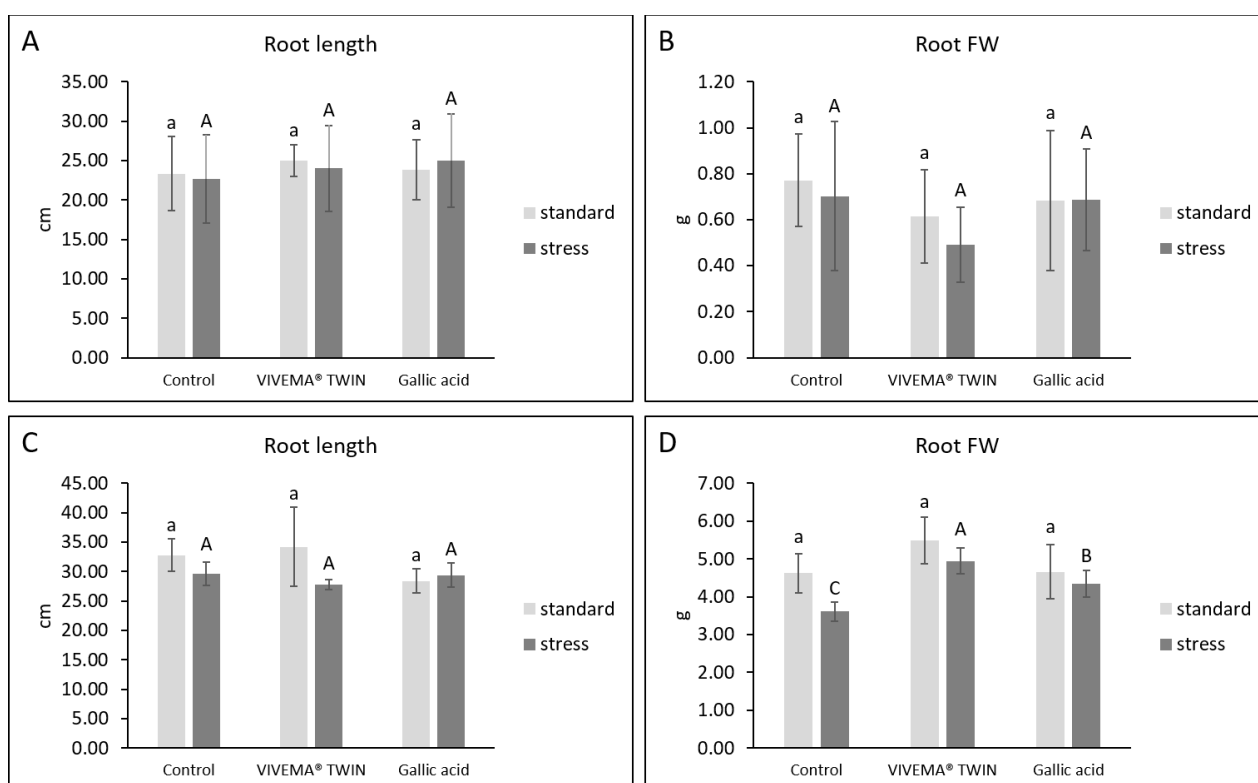 A
Root length
35.00
30.00
25.00
20.00
15.00
10.00
5.00
0.00
cm
a A a A a A
Control VIVEMA® TWIN Gallic acid
standard
stress
B
Root FW
1.20
1.00
0.80
0.60
0.40
0.20
0.00
g
a A a A a A
Control VIVEMA® TWIN Gallic acid
standard
stress
C
Root length
45.00
40.00
35.00
30.00
25.00
20.00
15.00
10.00
5.00
0.00
cm
a A a A a A
Control VIVEMA® TWIN Gallic acid
standard
stress
D
Root FW
7.00
6.00
5.00
4.00
3.00
2.00
1.00
0.00
g
a C a A a B
Control VIVEMA® TWIN Gallic acid
standard
stress